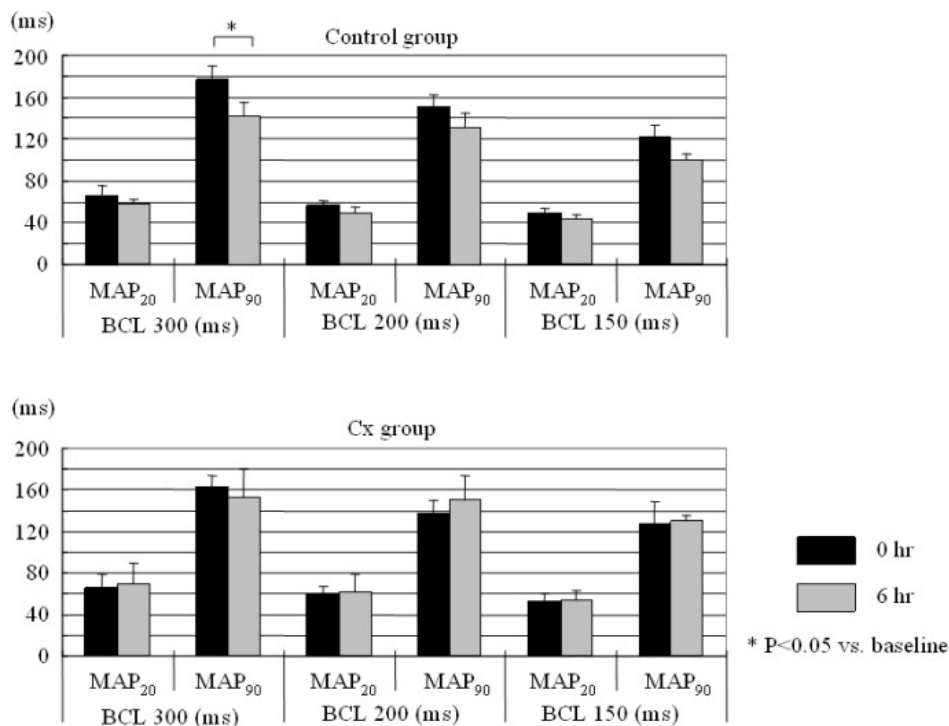 (ms)
*
Control group
200
160
120
80
40
0
MAP20 MAP90 MAP20 MAP90 MAP20 MAP90
BCL 300 (ms) BCL 200 (ms) BCL 150 (ms)
(ms)
Cx group
200
160
120
80
40
0
MAP20 MAP90 MAP20 MAP90 MAP20 MAP90
BCL 300 (ms) BCL 200 (ms) BCL 150 (ms)
0 hr
6 hr
* P<0.05 vs. baseline